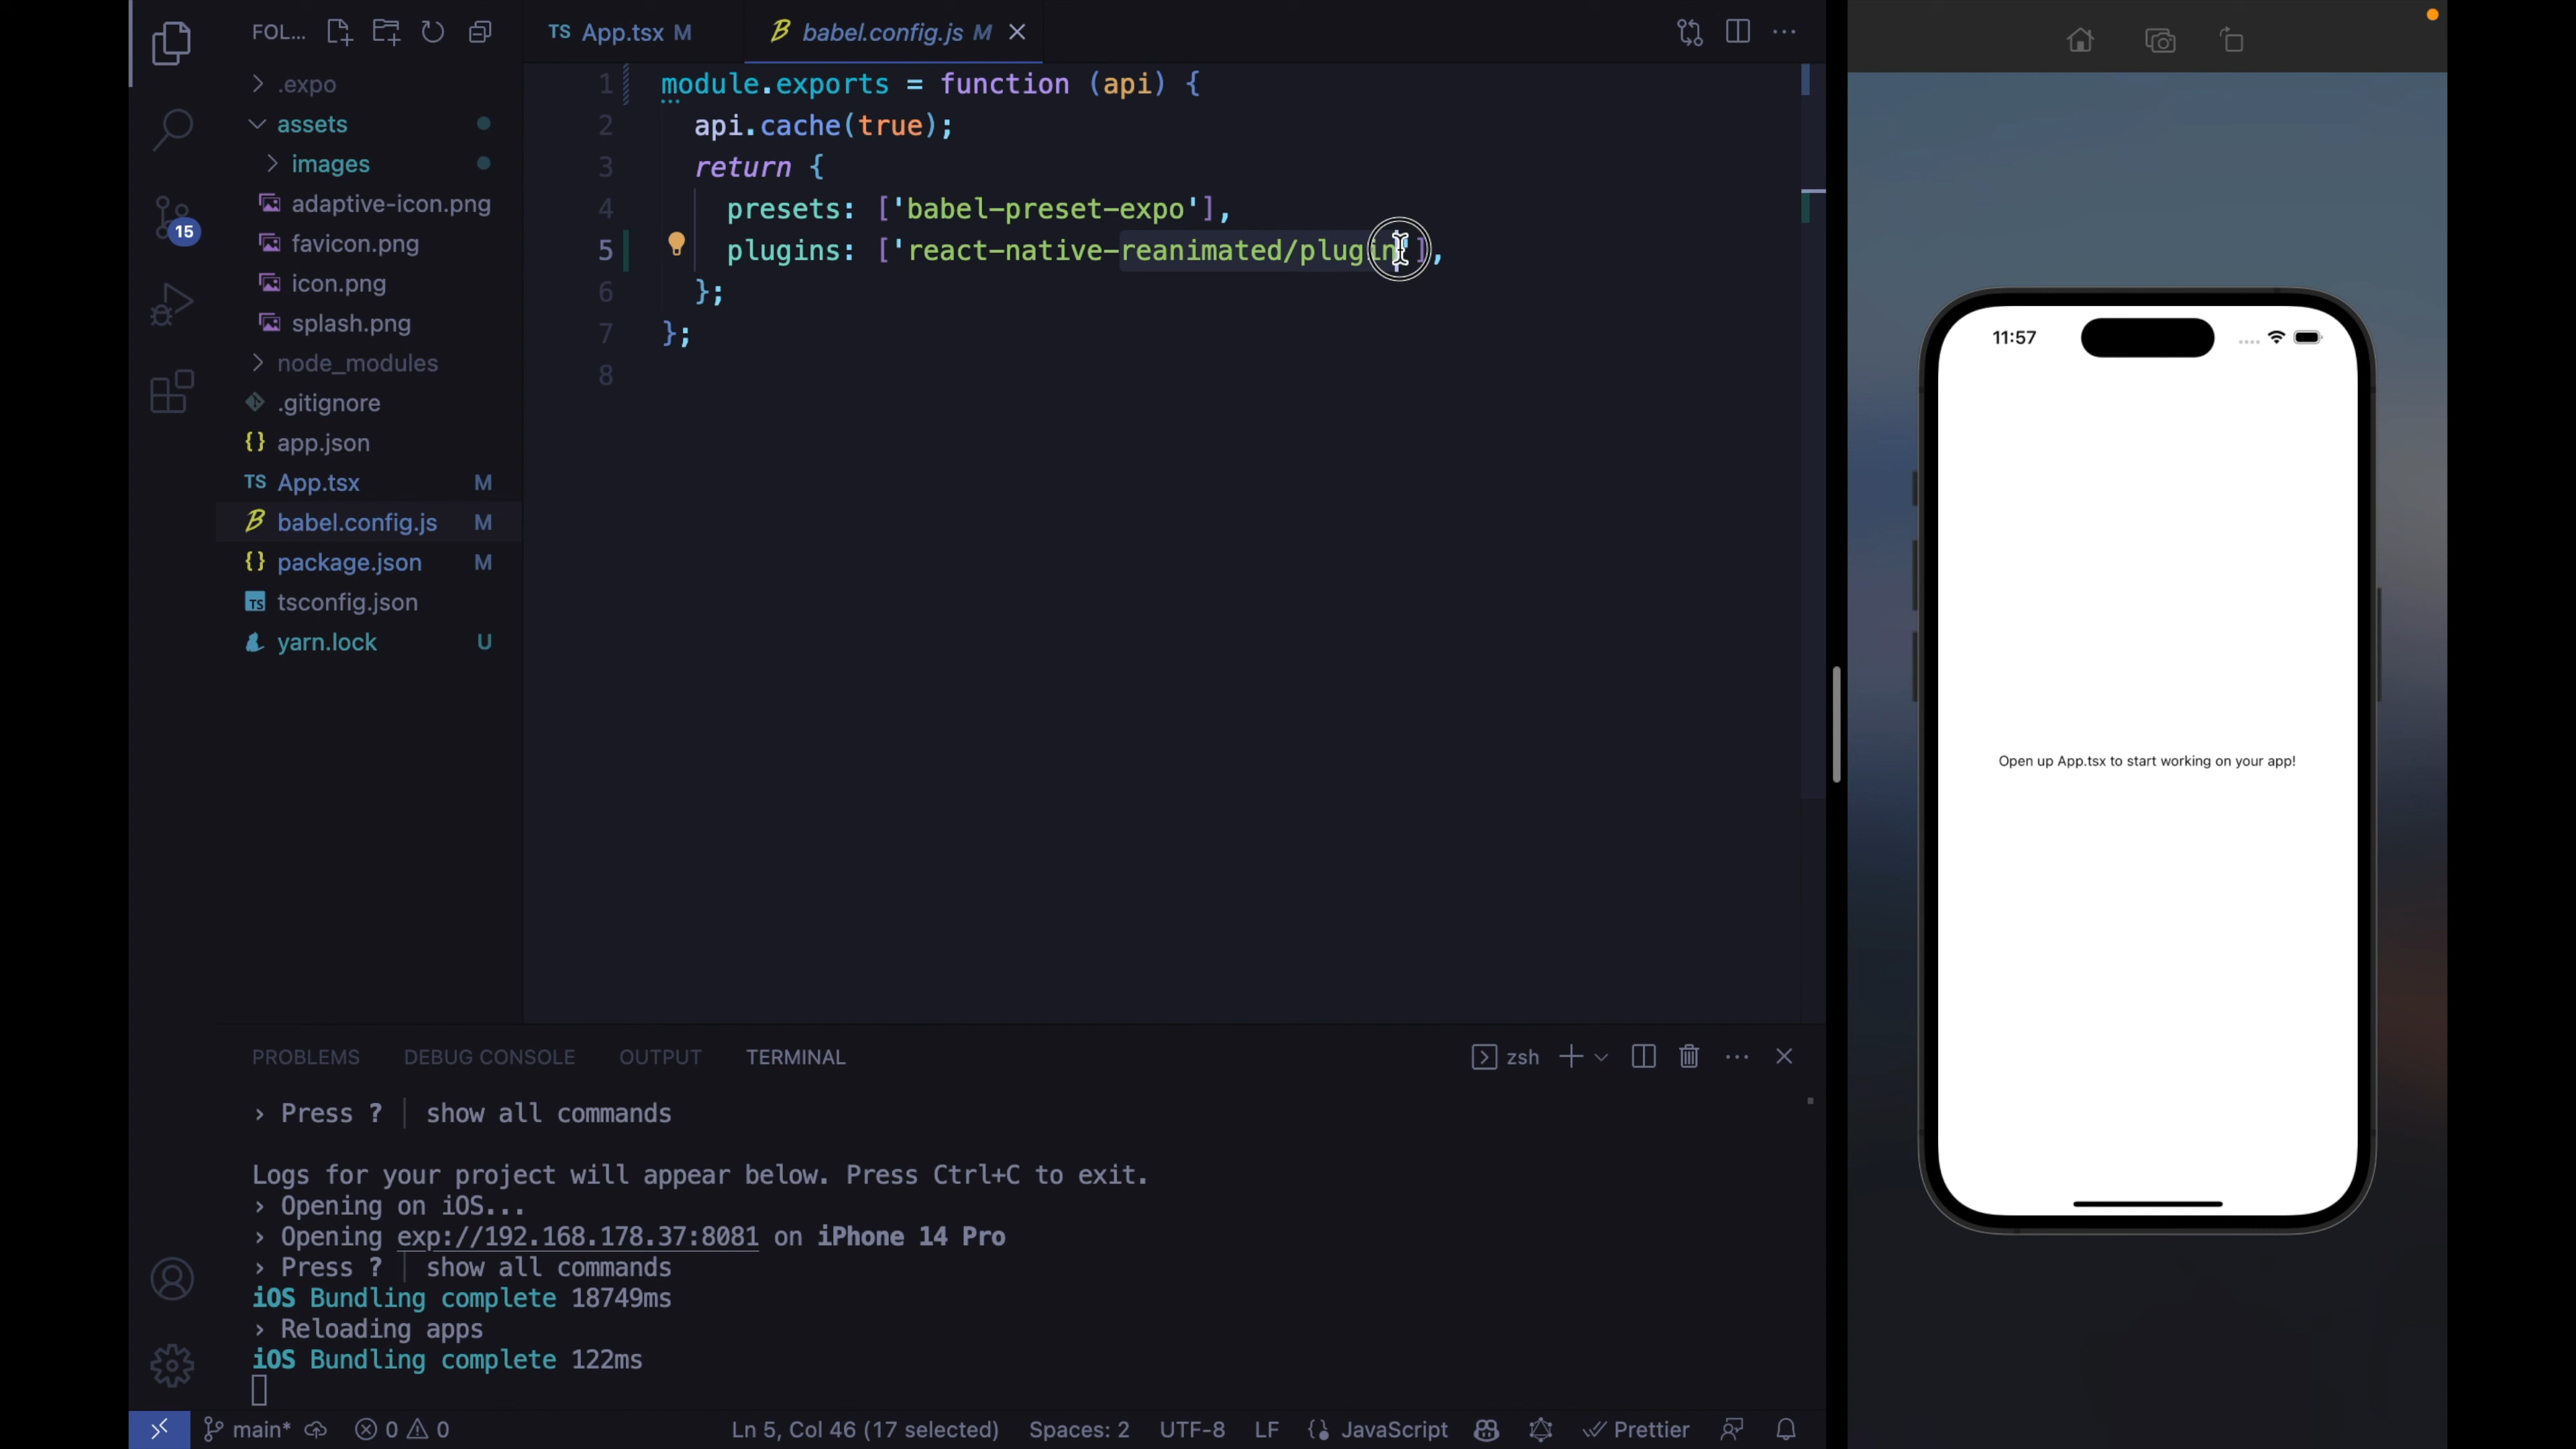 FOL...
.expo
assets
images
adaptive-icon.png
favicon.png
icon.png
splash.png
node_modules
.gitignore
{} app.json
TS App.tsx M
babel.config.js M
{} package.json M
TS tsconfig.json
yarn.lock U
15
TS App.tsx M
babel.config.js M
1 module.exports = function (api) {
2 api.cache(true);
3 return {
4 presets: ['babel-preset-expo'],
5 plugins: ['react-native-reanimated/plugin'],
6 };
7 };
8
PROBLEMS DEBUG CONSOLE OUTPUT TERMINAL
zsh
› Press ? │ show all commands
Logs for your project will appear below. Press Ctrl+C to exit.
› Opening on iOS...
› Opening exp://192.168.178.37:8081 on iPhone 14 Pro
› Press ? │ show all commands
iOS Bundling complete 18749ms
› Reloading apps
iOS Bundling complete 122ms
main* 0 0 Ln 5, Col 46 (17 selected) Spaces: 2 UTF-8 LF JavaScript Prettier
11:57
Open up App.tsx to start working on your app!